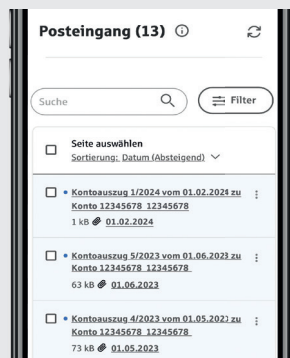 Posteingang (13)
Suche
Filter
Seite auswählen
Sortierung: Datum (Absteigend)
Kontoauszug 1/2024 vom 01.02.2024 zu
Konto 12345678 12345678
1 kB 01.02.2024
Kontoauszug 5/2023 vom 01.06.2023 zu
Konto 12345678 12345678
63 kB 01.06.2023
Kontoauszug 4/2023 vom 01.05.2023 zu
Konto 12345678 12345678
73 kB 01.05.2023